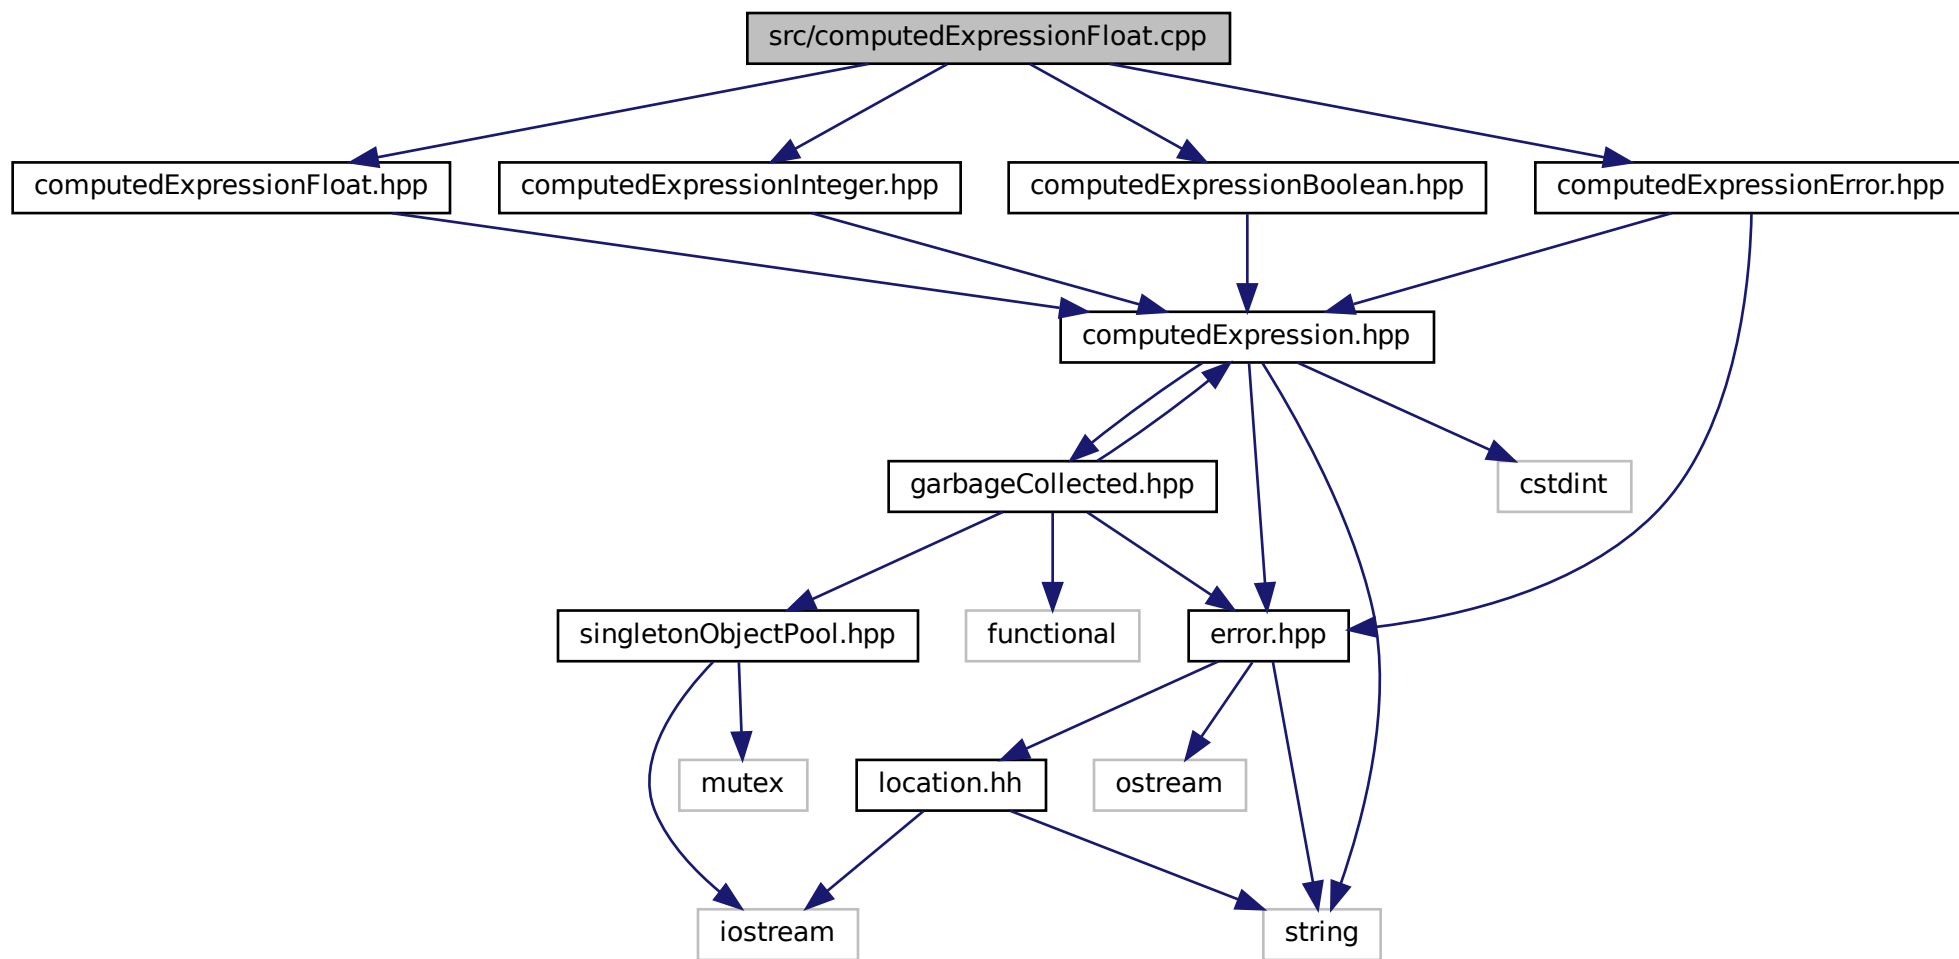 src/computedExpressionFloat.cpp
computedExpressionFloat.hpp
computedExpressionInteger.hpp
computedExpressionBoolean.hpp
computedExpressionError.hpp
computedExpression.hpp
garbageCollected.hpp
cstdint
singletonObjectPool.hpp
functional
error.hpp
mutex
location.hh
ostream
iostream
string